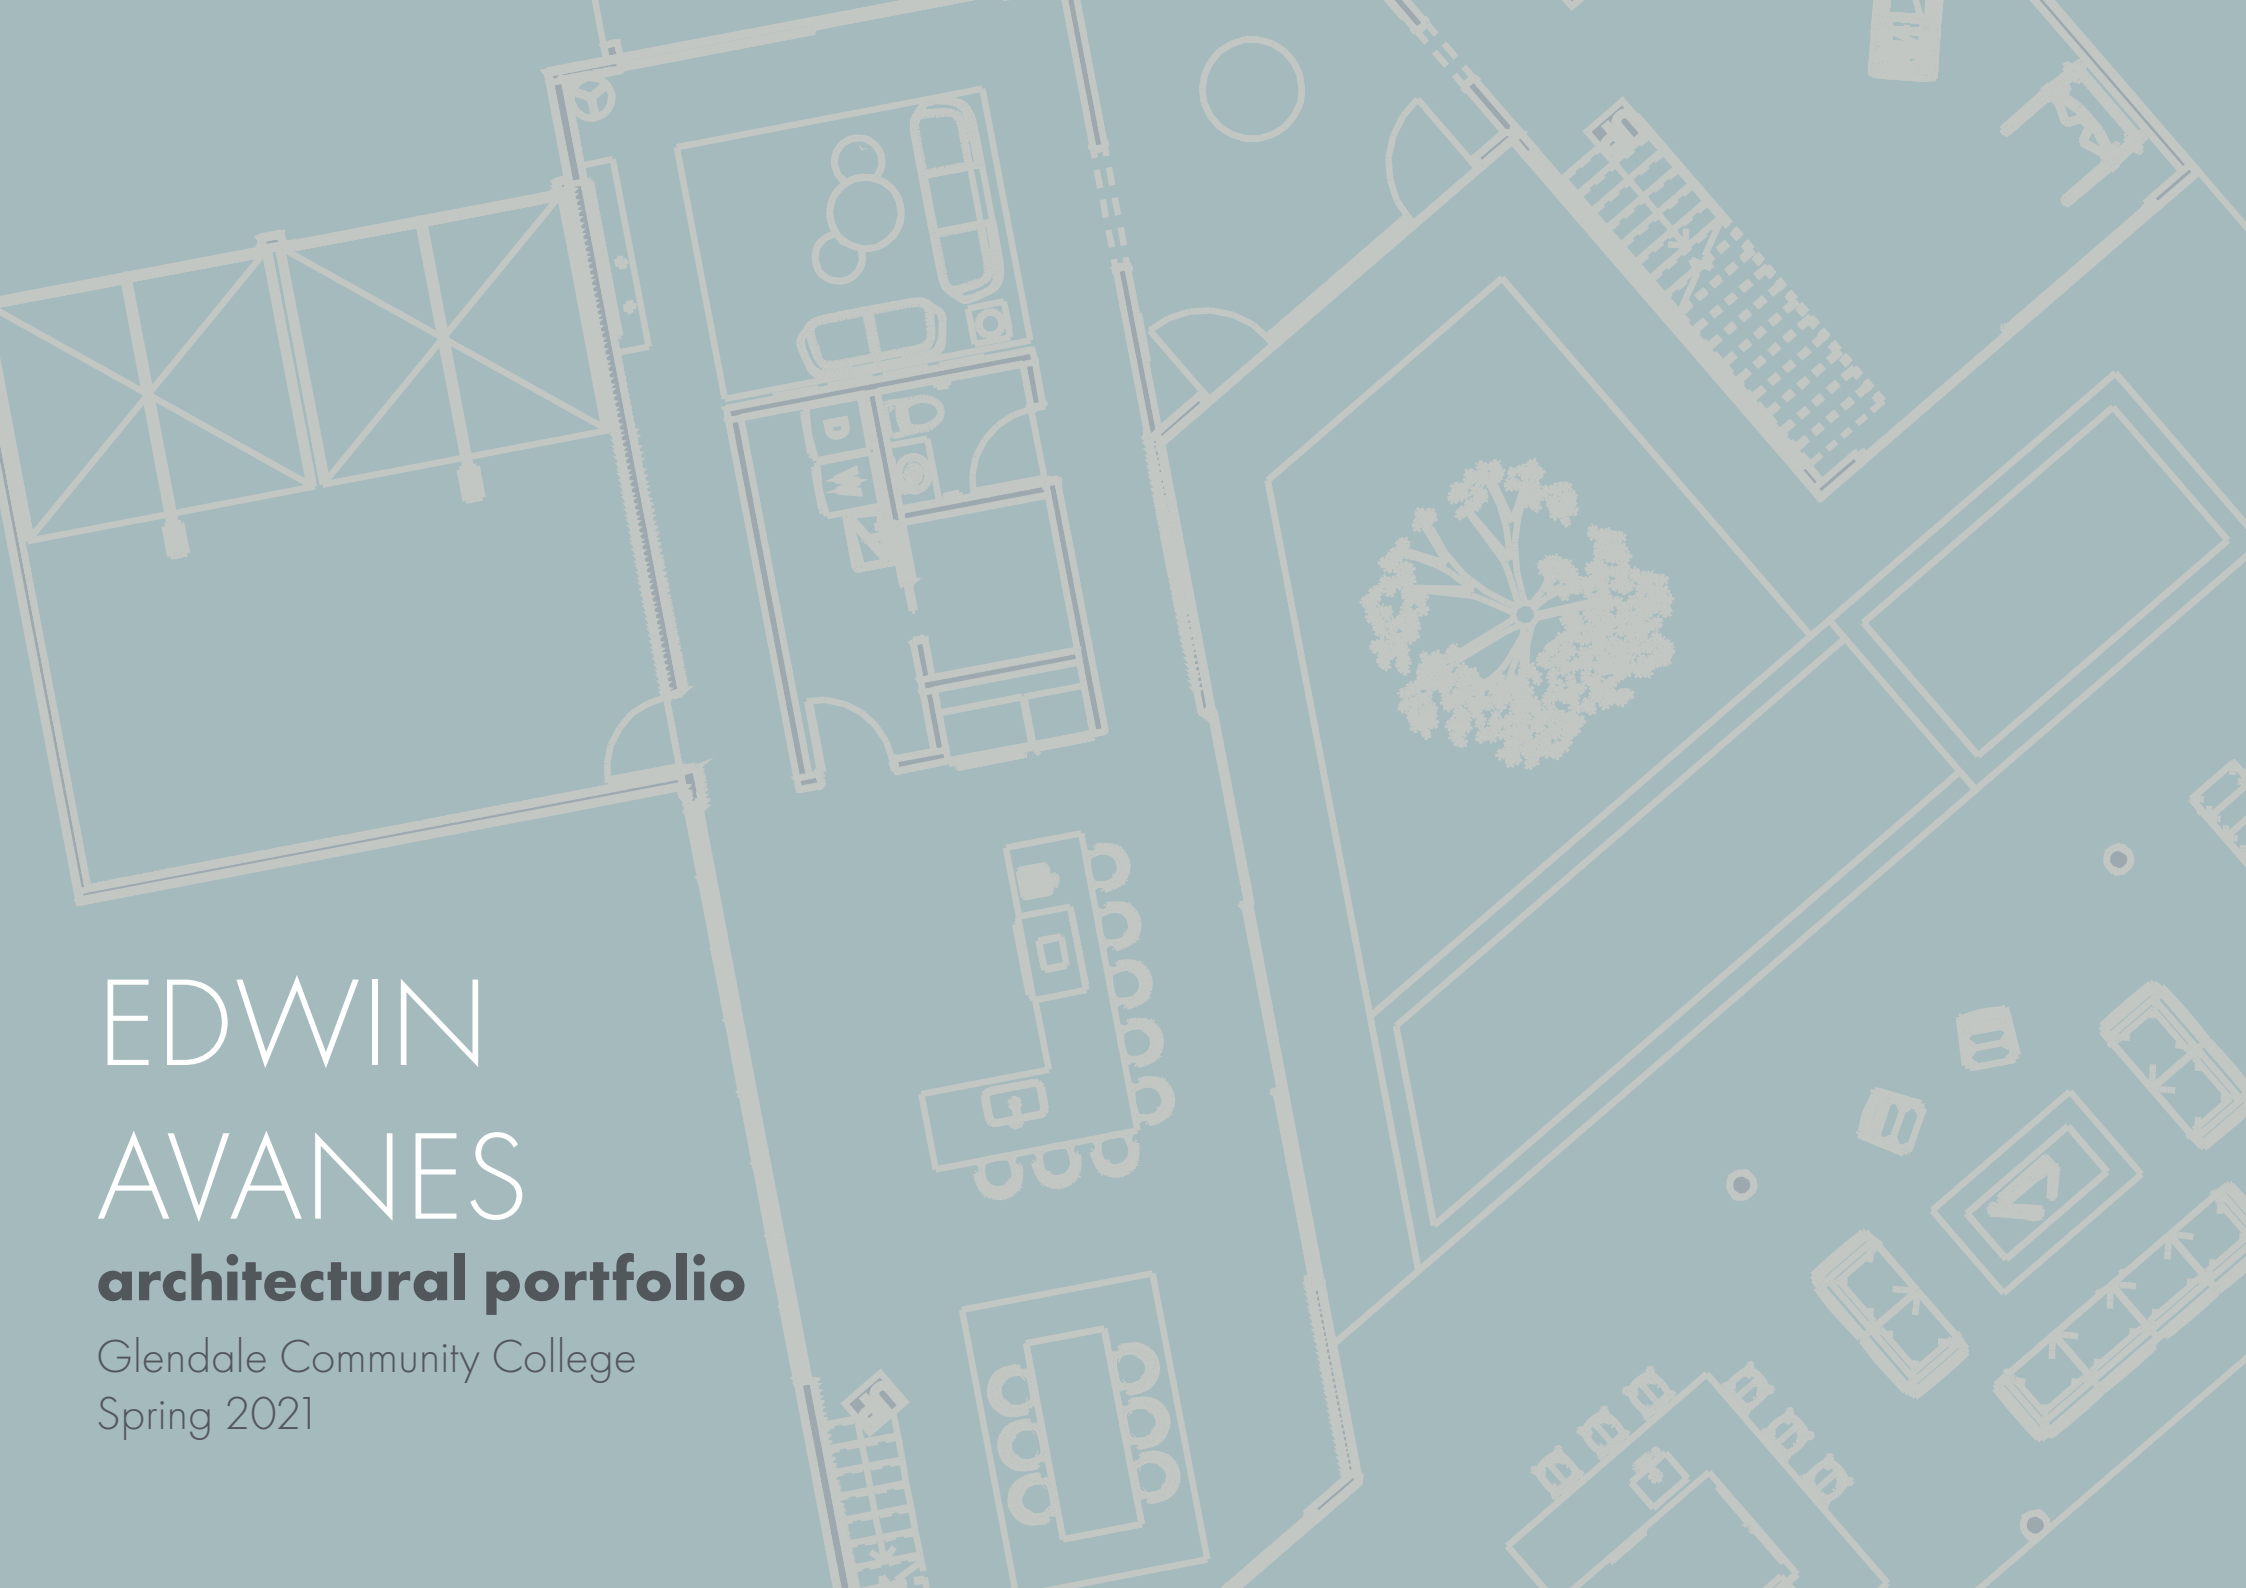 D
W
EDWIN
AVANES
architectural portfolio
Glendale Community College
Spring 2021